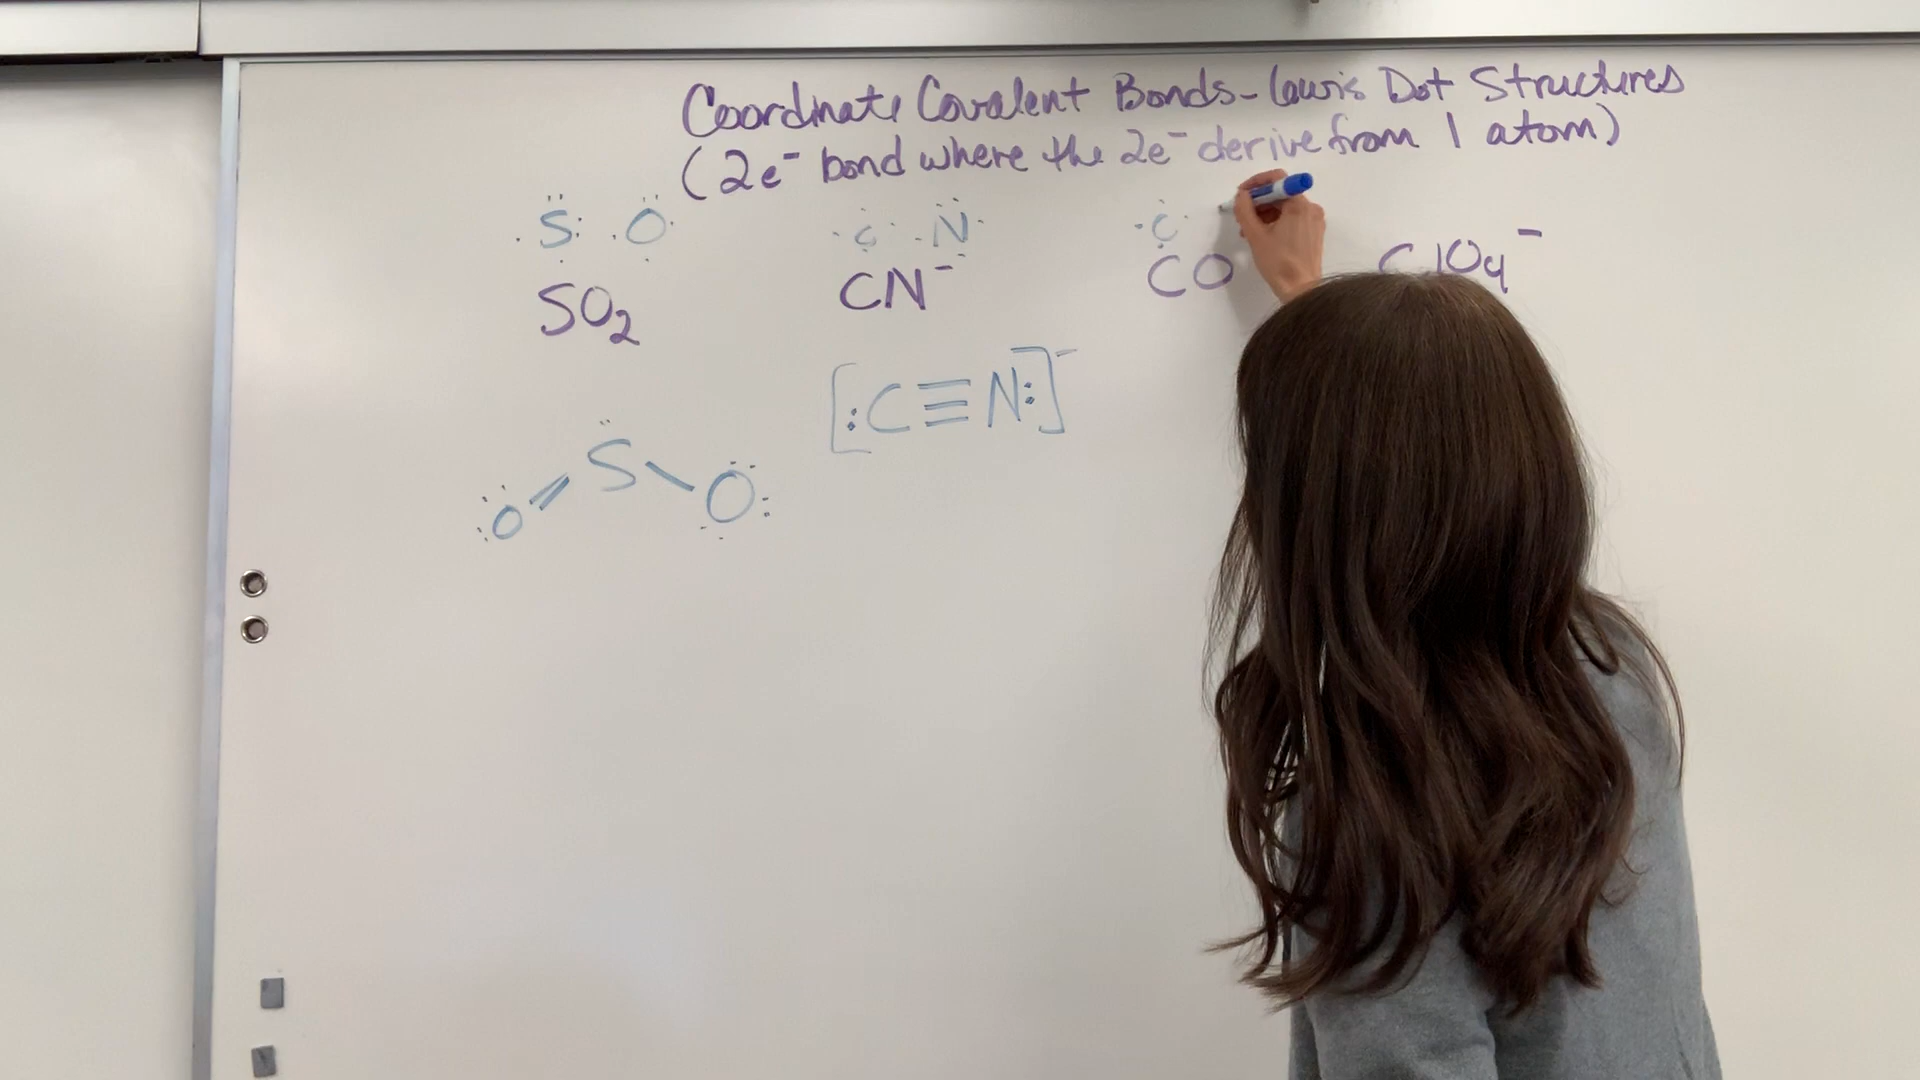 Coordinate Covalent Bonds - Lewis Dot Structures
(2e⁻ bond where the 2e⁻ derive from 1 atom)
S O C N C
SO₂ CN⁻ CO ClO₄⁻
[:C≡N:]⁻
S
O O